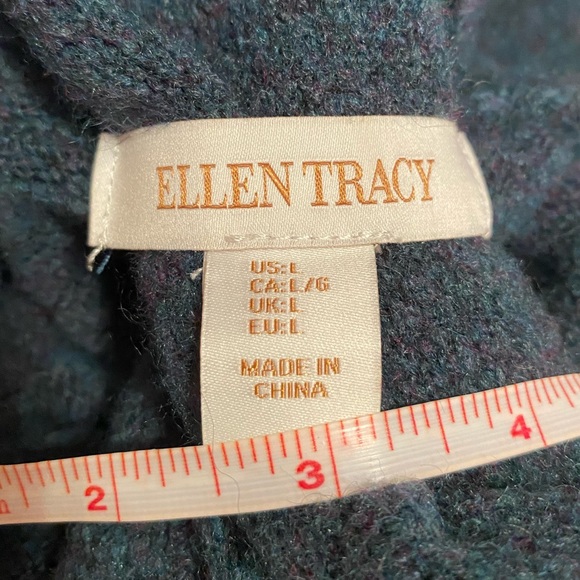 ELLEN TRACY
US:L
CA:L/G
UK:L
EU:L
MADE IN
CHINA
2 3 4